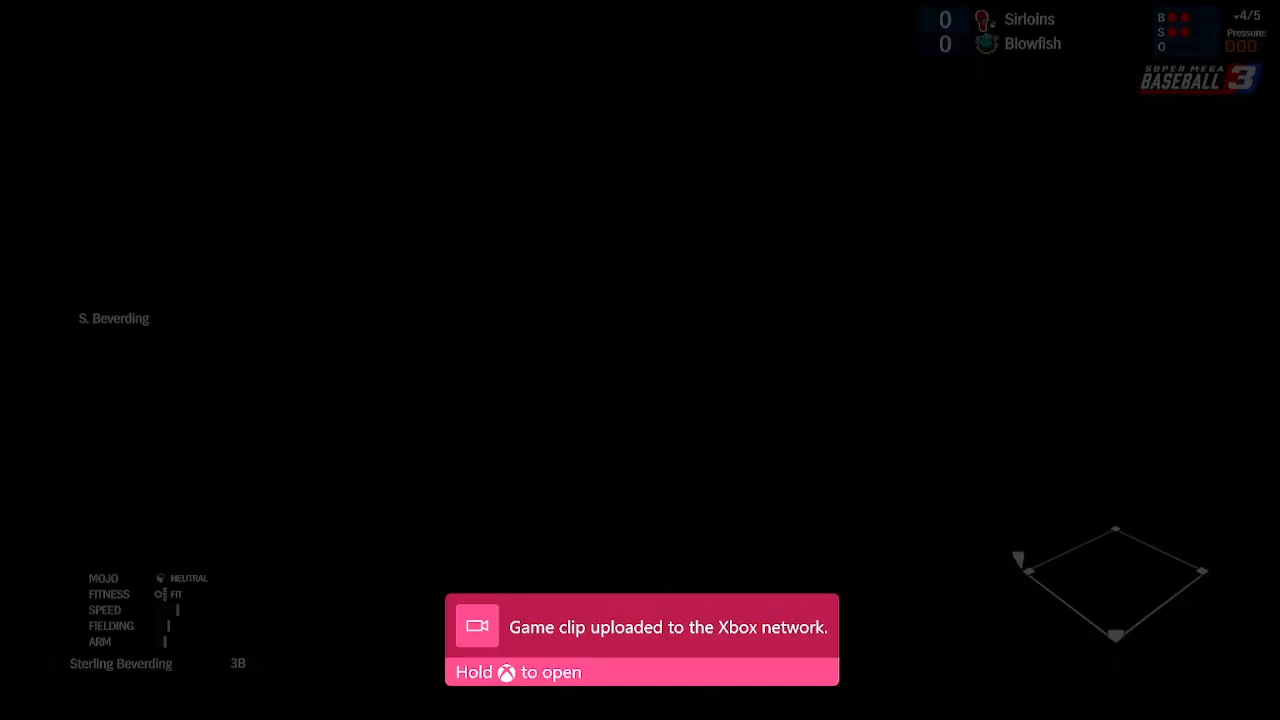 0 Sirloins
0 Blowfish
B
S
O
4/5
Pressure:
000
SUPER MEGA
BASEBALL 3
S. Beverding
MOJO NEUTRAL
FITNESS FIT
SPEED
FIELDING
ARM
Sterling Beverding 3B
Game clip uploaded to the Xbox network.
Hold to open